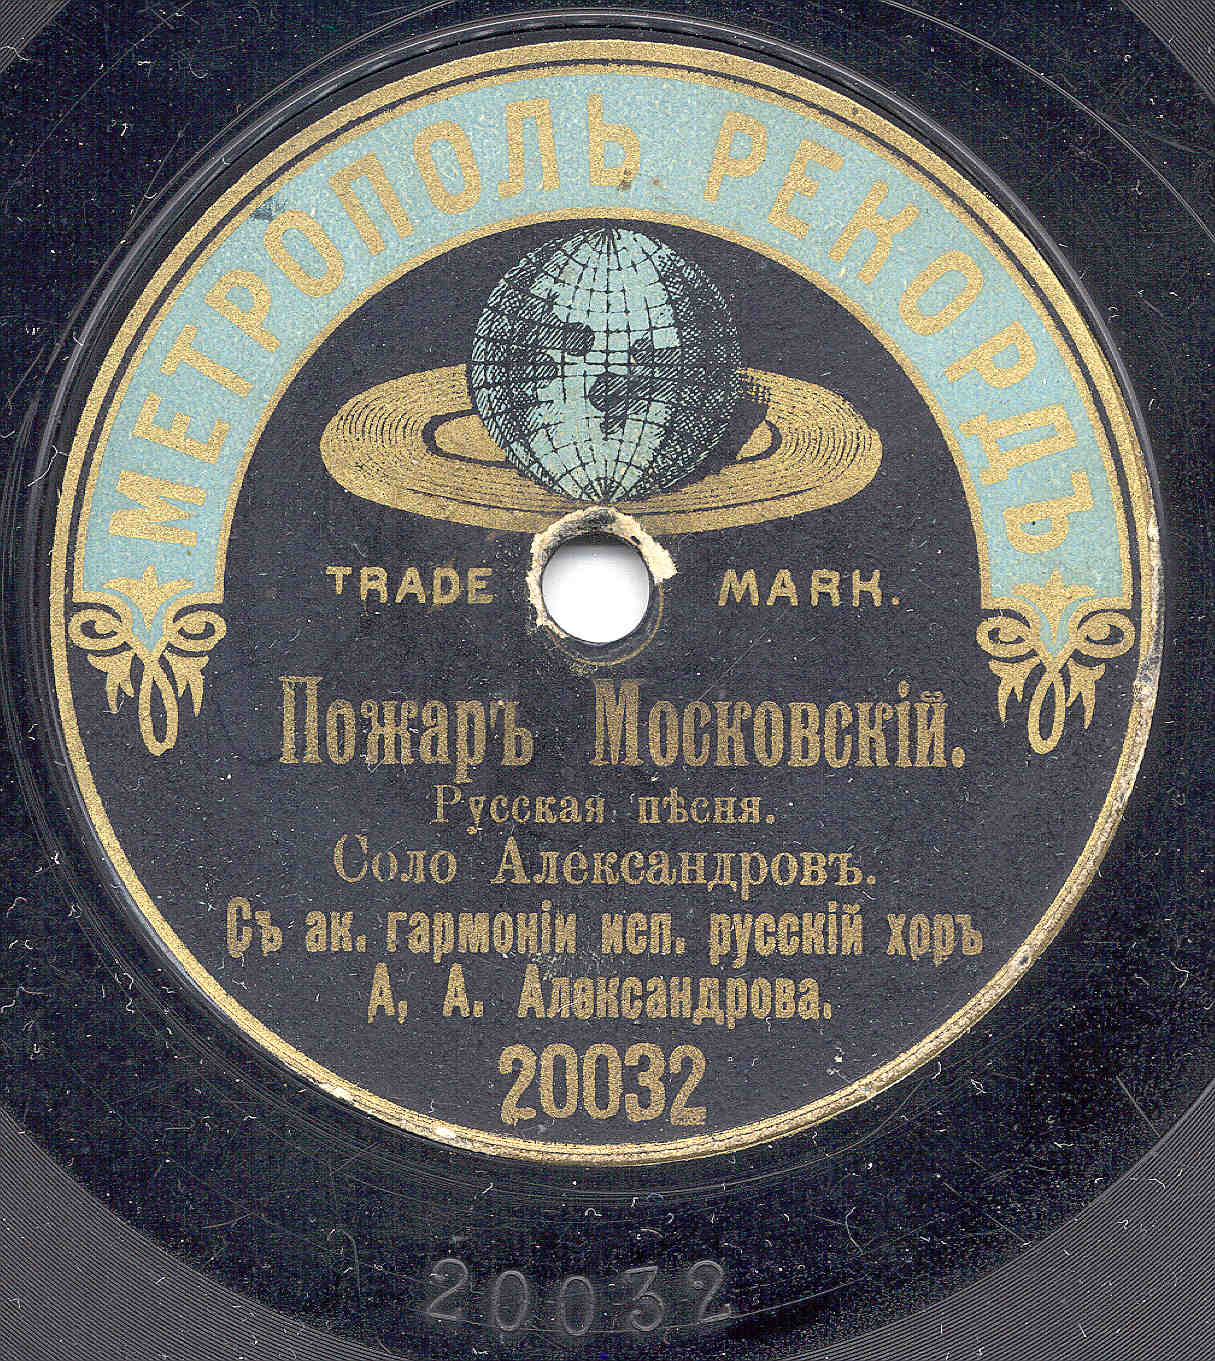 МЕТРОПОЛЬ РЕКОРДЪ
TRADE MARK.
Пожаръ Московскій.
Русская пѣсня.
Соло Александровъ.
Съ ак. гармоніи исп. русскій хоръ
А, А. Александрова.
20032
20032